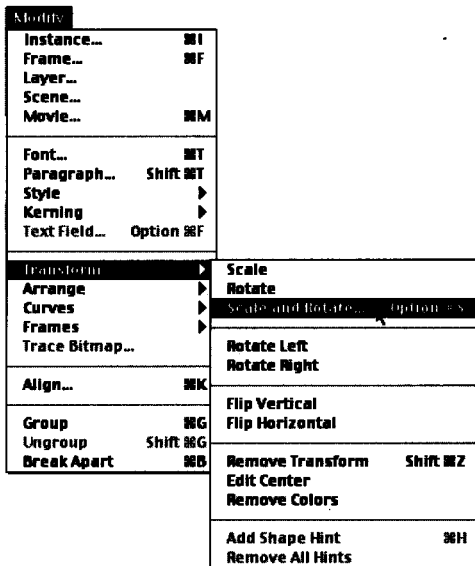 Modify
Instance... ⌘I
Frame... ⌘F
Layer...
Scene...
Movie... ⌘M
Font... ⌘T
Paragraph... Shift ⌘T
Style
Kerning
Text Field... Option ⌘F
Transform
Arrange
Curves
Frames
Trace Bitmap...
Align... ⌘K
Group ⌘G
Ungroup Shift ⌘G
Break Apart ⌘B
Scale
Rotate
Scale and Rotate... Option ⌘S
Rotate Left
Rotate Right
Flip Vertical
Flip Horizontal
Remove Transform Shift ⌘Z
Edit Center
Remove Colors
Add Shape Hint ⌘H
Remove All Hints